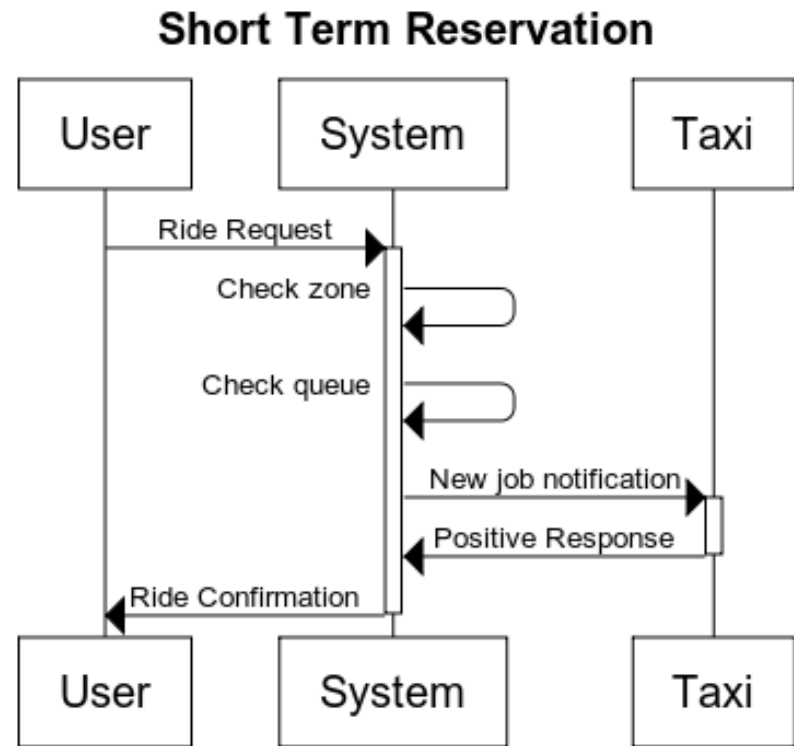 Short Term Reservation
User
System
Taxi
Ride Request
Check zone
Check queue
New job notification
Positive Response
Ride Confirmation
User
System
Taxi